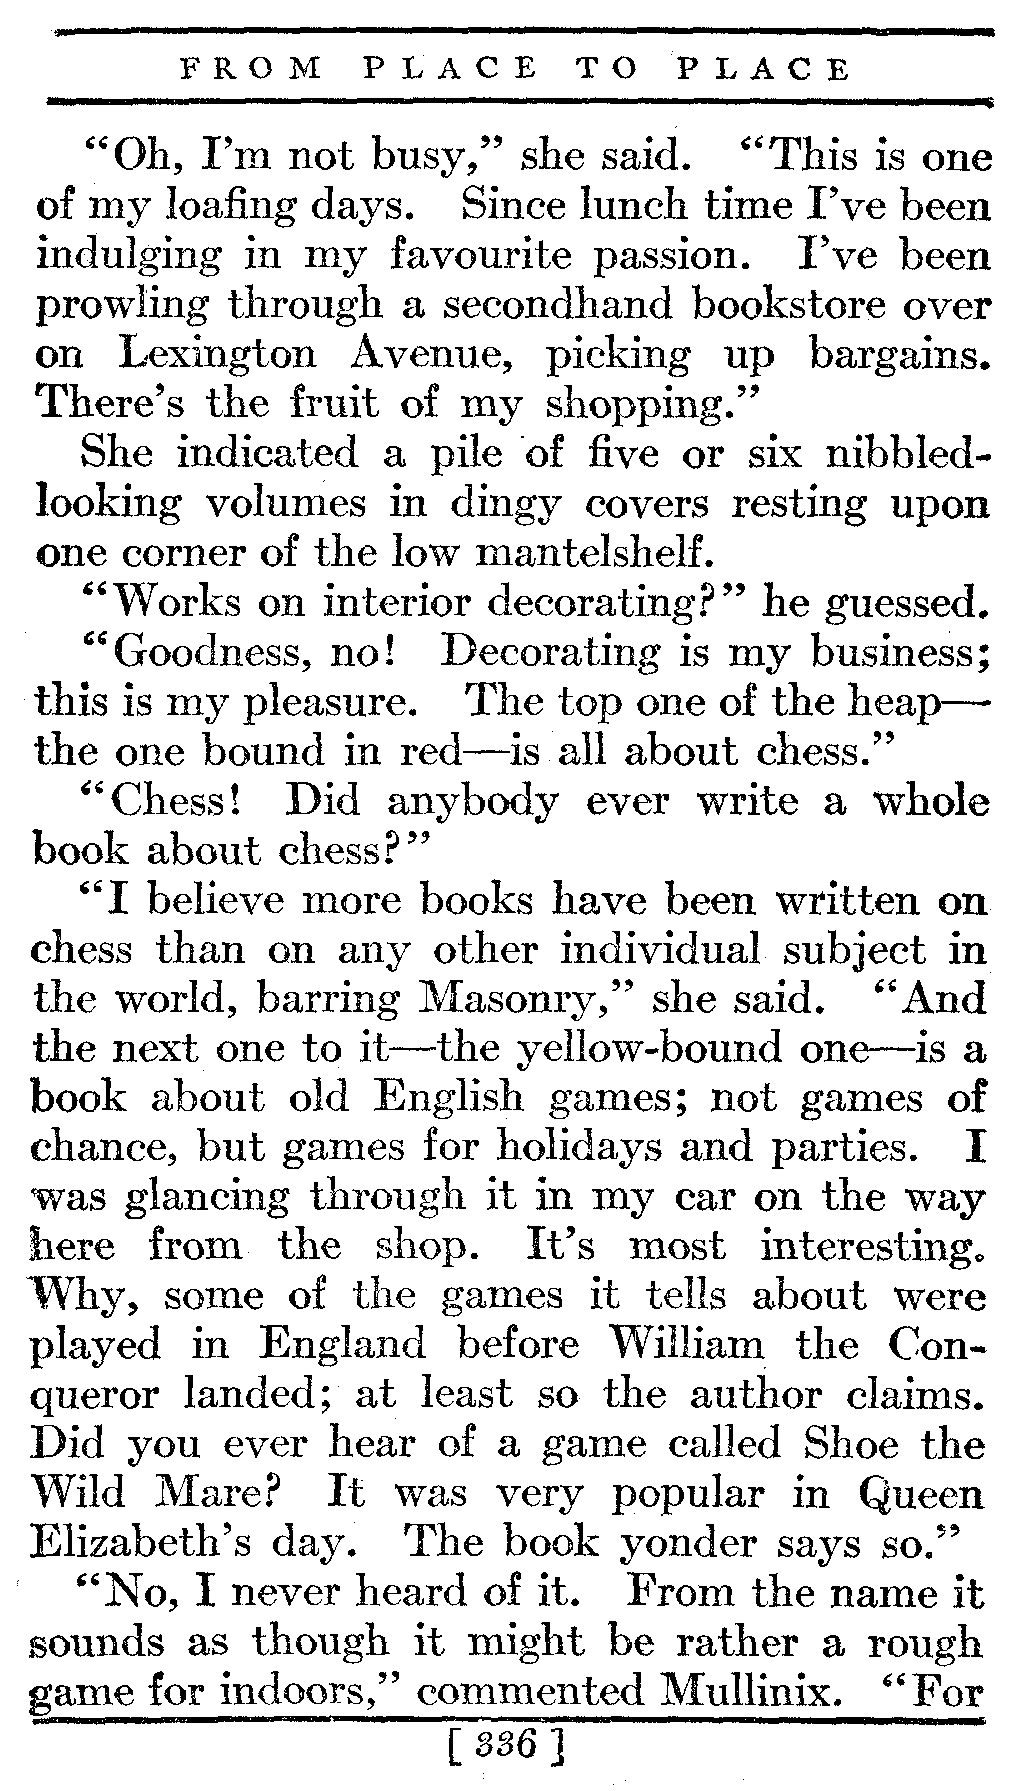 FROM PLACE TO PLACE
“Oh, I’m not busy,” she said. “This is one
of my loafing days. Since lunch time I’ve been
indulging in my favourite passion. I’ve been
prowling through a secondhand bookstore over
on Lexington Avenue, picking up bargains.
There’s the fruit of my shopping.”
She indicated a pile of five or six nibbled-
looking volumes in dingy covers resting upon
one corner of the low mantelshelf.
“Works on interior decorating?” he guessed.
“Goodness, no! Decorating is my business;
this is my pleasure. The top one of the heap—
the one bound in red—is all about chess.”
“Chess! Did anybody ever write a whole
book about chess?”
“I believe more books have been written on
chess than on any other individual subject in
the world, barring Masonry,” she said. “And
the next one to it—the yellow-bound one—is a
book about old English games; not games of
chance, but games for holidays and parties. I
was glancing through it in my car on the way
here from the shop. It’s most interesting.
Why, some of the games it tells about were
played in England before William the Con-
queror landed; at least so the author claims.
Did you ever hear of a game called Shoe the
Wild Mare? It was very popular in Queen
Elizabeth’s day. The book yonder says so.”
“No, I never heard of it. From the name it
sounds as though it might be rather a rough
game for indoors,” commented Mullinix. “For
[ 336 ]